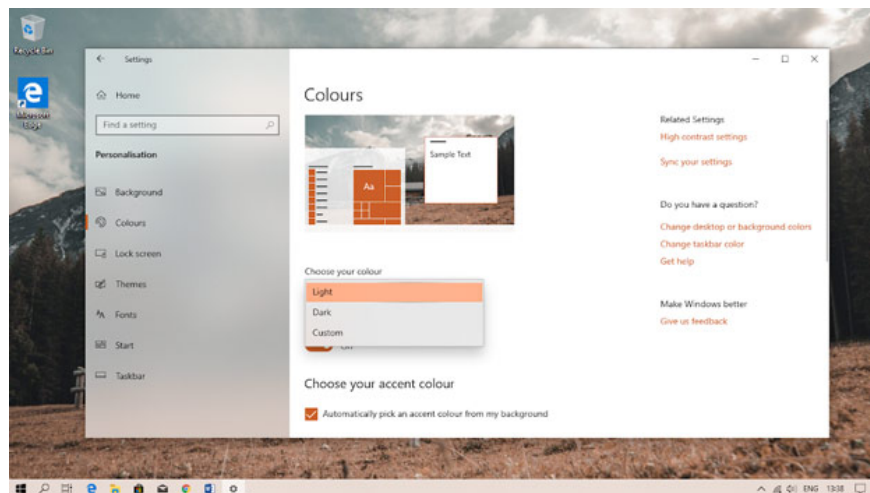 Recycle Bin
Microsoft
Edge
Settings
Home
Find a setting
Personalisation
Background
Colours
Lock screen
Themes
Fonts
Start
Taskbar
Colours
Sample Text
Aa
Choose your colour
Light
Dark
Custom
On
Choose your accent colour
Automatically pick an accent colour from my background
Related Settings
High contrast settings
Sync your settings
Do you have a question?
Change desktop or background colors
Change taskbar color
Get help
Make Windows better
Give us feedback
ENG 13:38